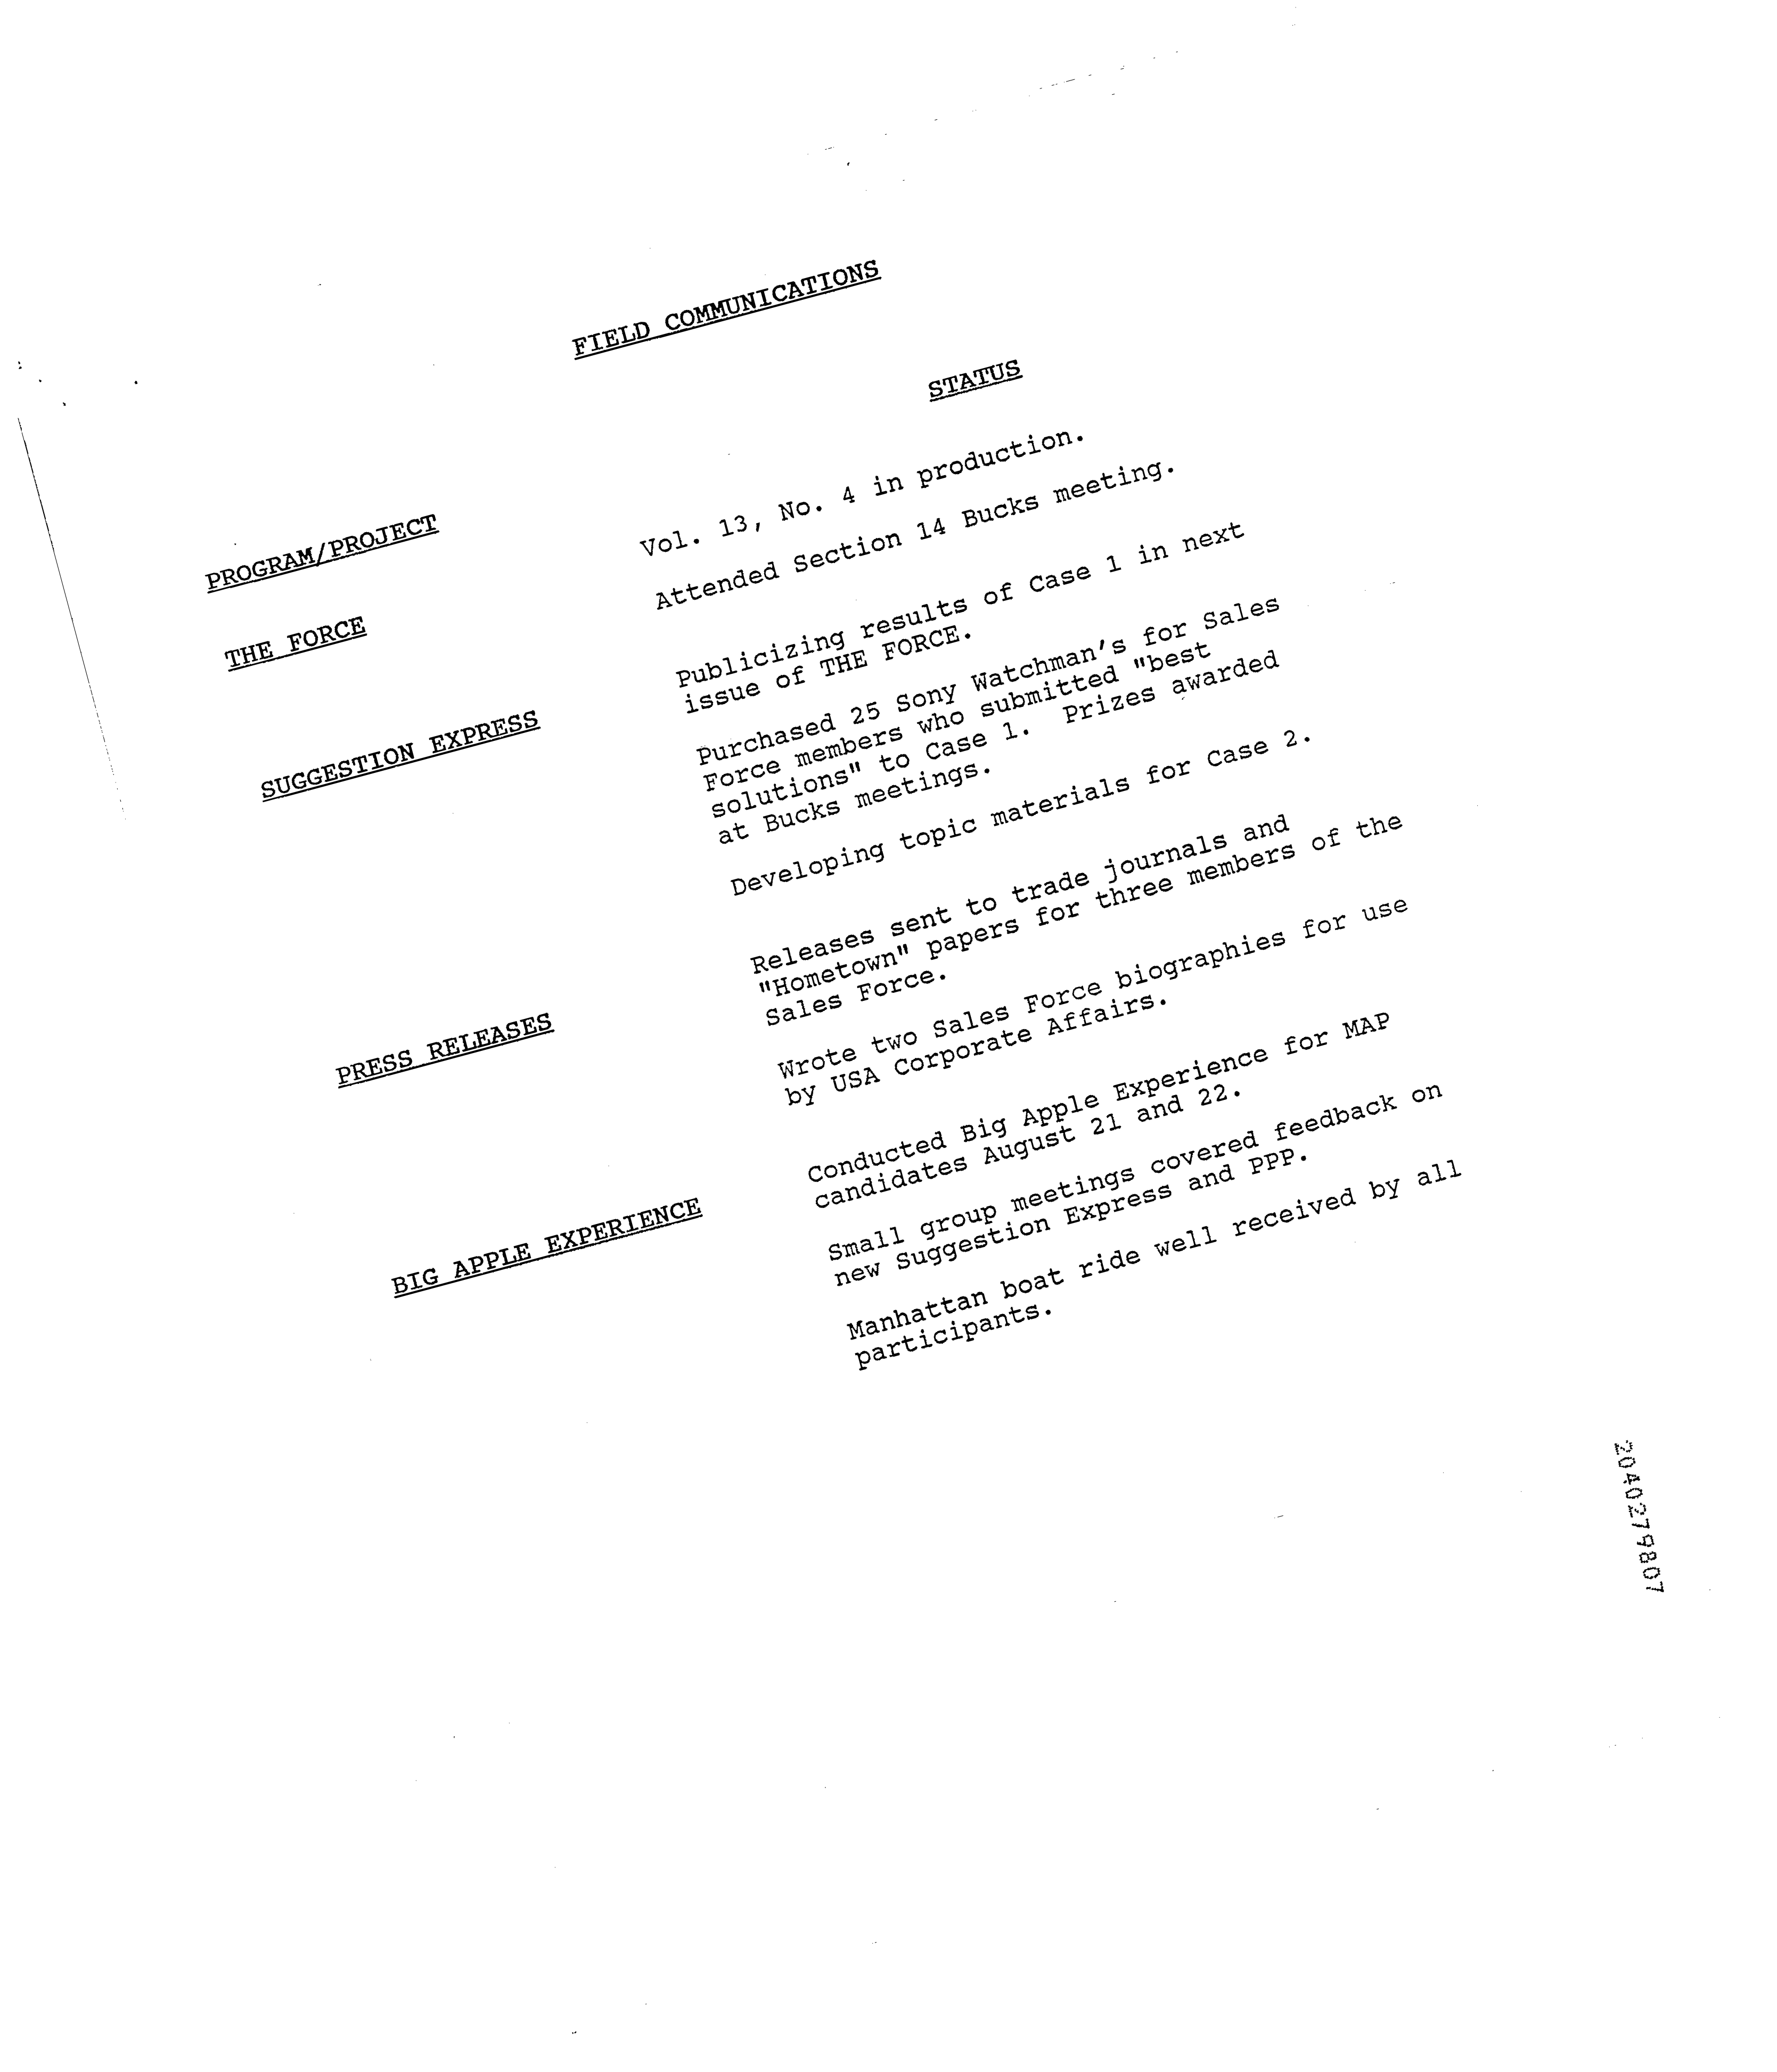 FIELD COMMUNICATIONS
PROGRAM/PROJECT STATUS
THE FORCE Vol. 13, No. 4 in production.
Attended Section 14 Bucks meeting.
SUGGESTION EXPRESS Publicizing results of Case 1 in next
issue of THE FORCE.
Purchased 25 Sony Watchman's for Sales
Force members who submitted "best
solutions" to Case 1. Prizes awarded
at Bucks meetings.
Developing topic materials for Case 2.
PRESS RELEASES Releases sent to trade journals and
"Hometown" papers for three members of the
Sales Force.
Wrote two Sales Force biographies for use
by USA Corporate Affairs.
BIG APPLE EXPERIENCE Conducted Big Apple Experience for MAP
candidates August 21 and 22.
Small group meetings covered feedback on
new Suggestion Express and PPP.
Manhattan boat ride well received by all
participants.
2040279807